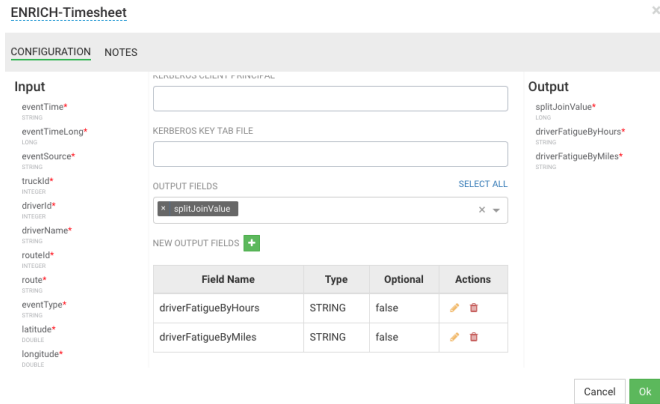 ENRICH-Timesheet
×
CONFIGURATION NOTES
Input
eventTime*
STRING
eventTimeLong*
LONG
eventSource*
STRING
truckId*
INTEGER
driverId*
INTEGER
driverName*
STRING
routeId*
INTEGER
route*
STRING
eventType*
STRING
latitude*
DOUBLE
longitude*
DOUBLE
KERBEROS CLIENT PRINCIPAL
KERBEROS KEY TAB FILE
OUTPUT FIELDS SELECT ALL
× splitJoinValue ×
NEW OUTPUT FIELDS +
Field Name Type Optional Actions
driverFatigueByHours STRING false
driverFatigueByMiles STRING false
Output
splitJoinValue*
LONG
driverFatigueByHours*
STRING
driverFatigueByMiles*
STRING
Cancel Ok